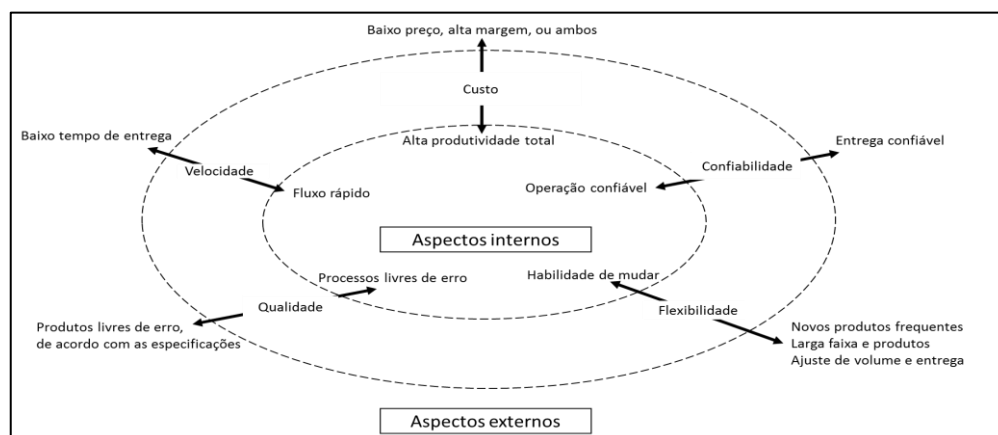 Baixo preço, alta margem, ou ambos
Custo
Alta produtividade total
Baixo tempo de entrega
Velocidade
Fluxo rápido
Entrega confiável
Confiabilidade
Operação confiável
Aspectos internos
Processos livres de erro
Qualidade
Produtos livres de erro,
de acordo com as especificações
Habilidade de mudar
Flexibilidade
Novos produtos frequentes
Larga faixa e produtos
Ajuste de volume e entrega
Aspectos externos